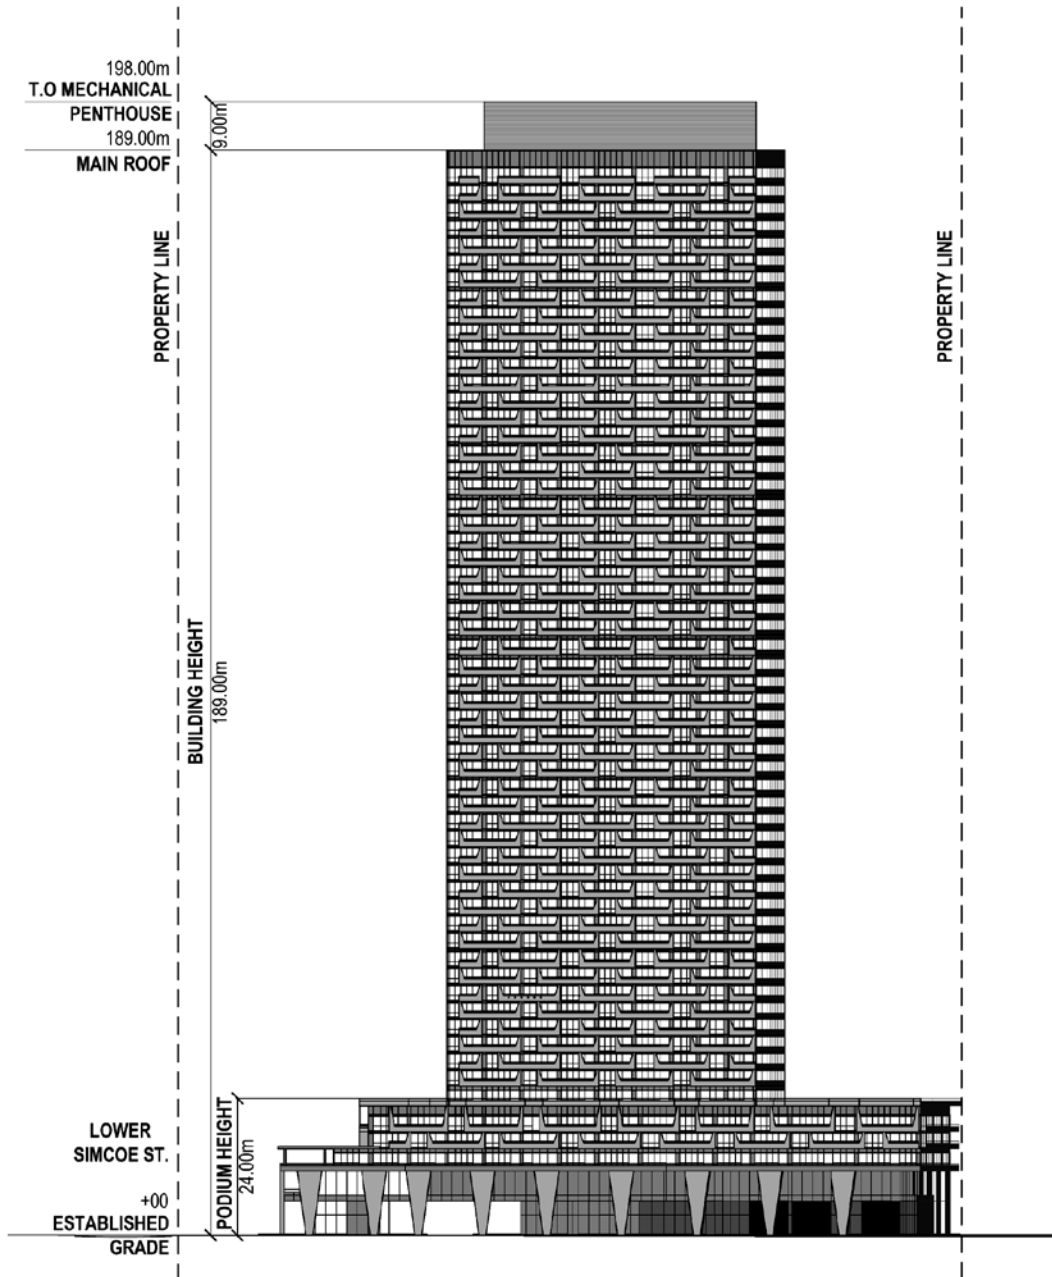 198.00m
T.O MECHANICAL
PENTHOUSE
189.00m
MAIN ROOF
9.00m
PROPERTY LINE
PROPERTY LINE
BUILDING HEIGHT
189.00m
PODIUM HEIGHT
24.00m
LOWER
SIMCOE ST.
+00
ESTABLISHED
GRADE